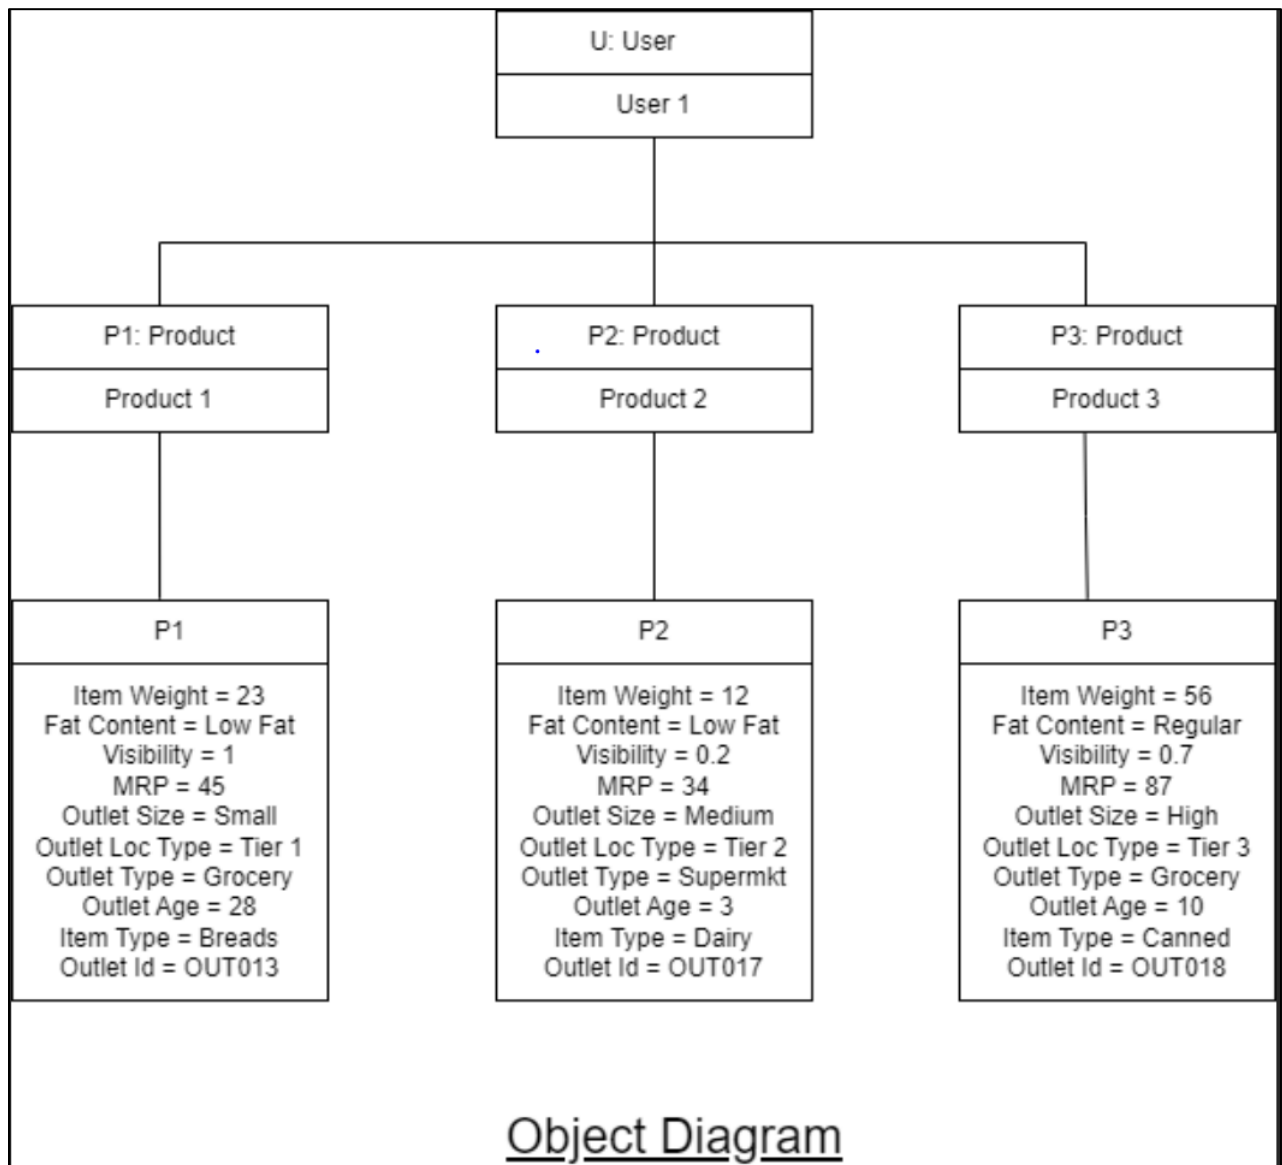 U: User
User 1
P1: Product
Product 1
P2: Product
Product 2
P3: Product
Product 3
P1
Item Weight = 23
Fat Content = Low Fat
Visibility = 1
MRP = 45
Outlet Size = Small
Outlet Loc Type = Tier 1
Outlet Type = Grocery
Outlet Age = 28
Item Type = Breads
Outlet Id = OUT013
P2
Item Weight = 12
Fat Content = Low Fat
Visibility = 0.2
MRP = 34
Outlet Size = Medium
Outlet Loc Type = Tier 2
Outlet Type = Supermkt
Outlet Age = 3
Item Type = Dairy
Outlet Id = OUT017
P3
Item Weight = 56
Fat Content = Regular
Visibility = 0.7
MRP = 87
Outlet Size = High
Outlet Loc Type = Tier 3
Outlet Type = Grocery
Outlet Age = 10
Item Type = Canned
Outlet Id = OUT018
Object Diagram